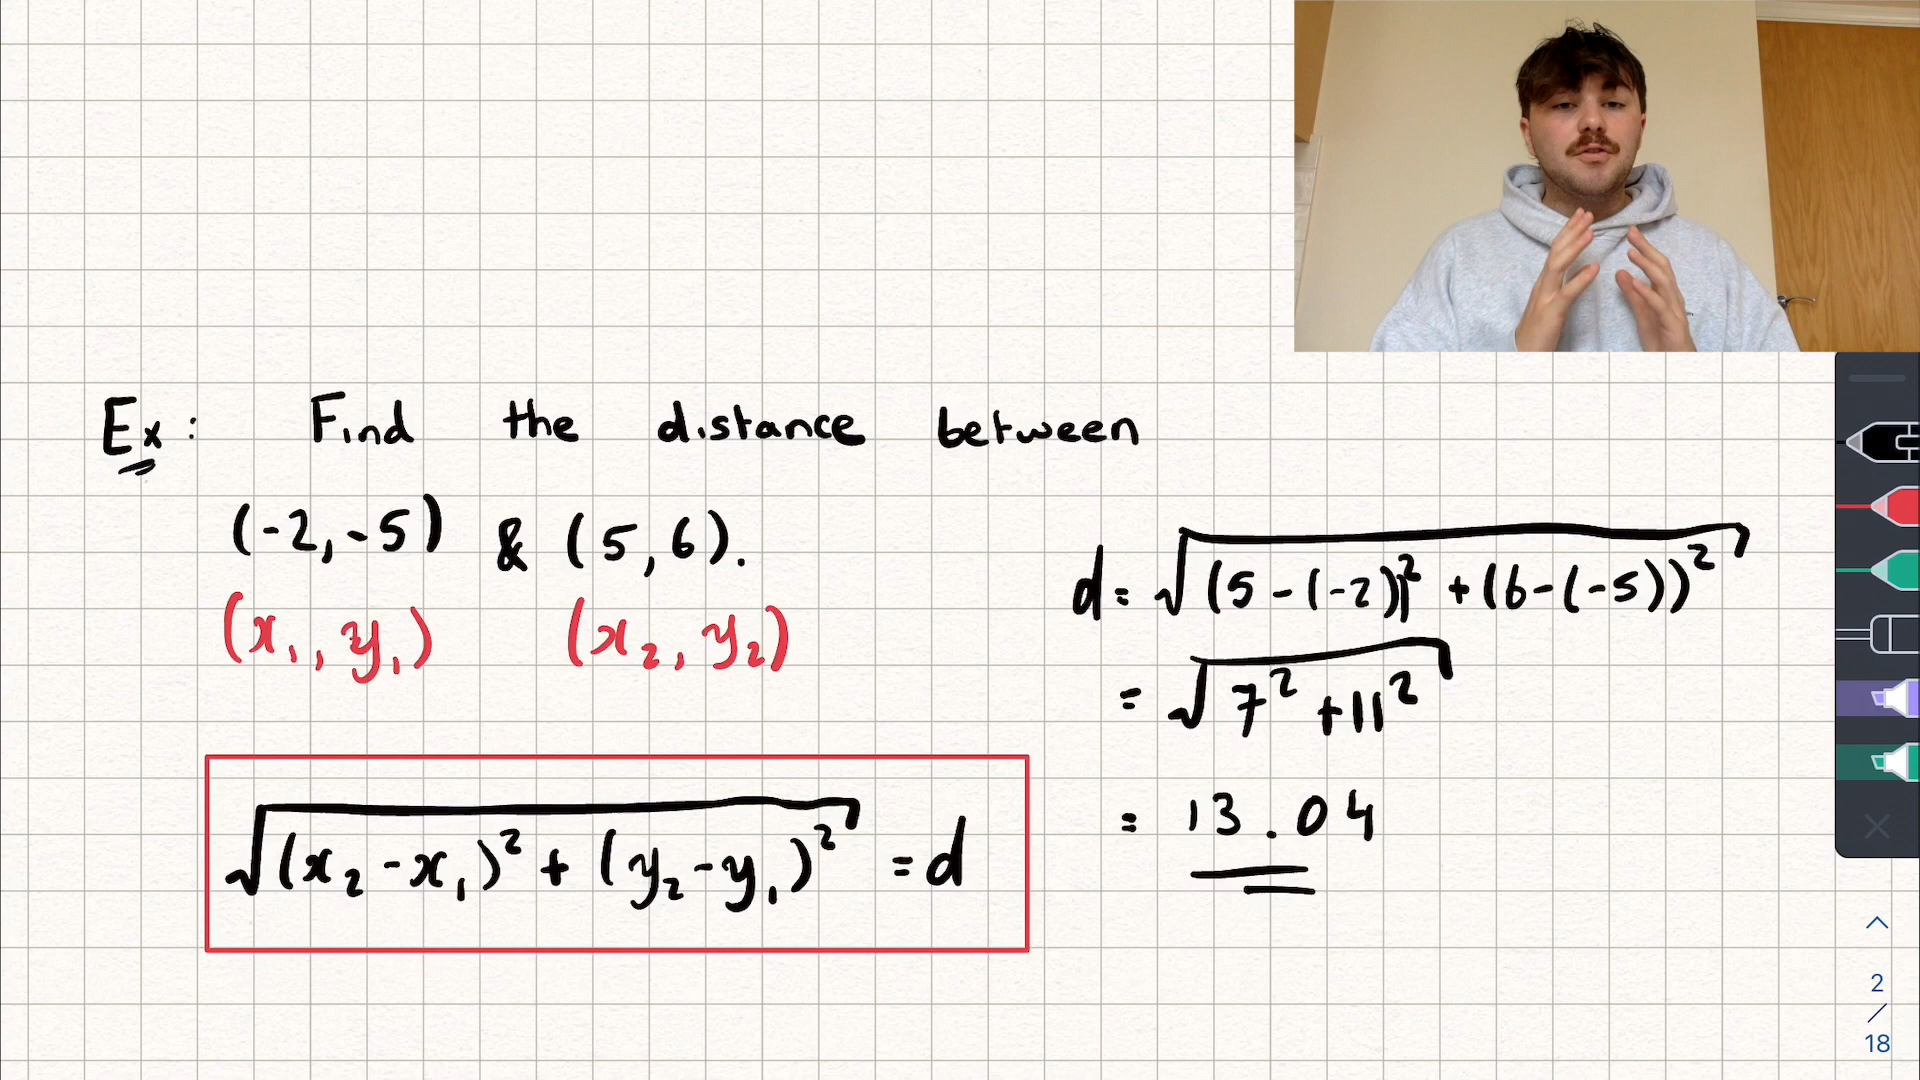 Ex: Find the distance between
(-2,-5) & (5,6).
(x₁, y₁) (x₂, y₂)
√((x₂-x₁)² + (y₂-y₁)²) = d
d = √((5-(-2))² + (6-(-5))²)
= √(7² + 11²)
= 13.04
2
/
18